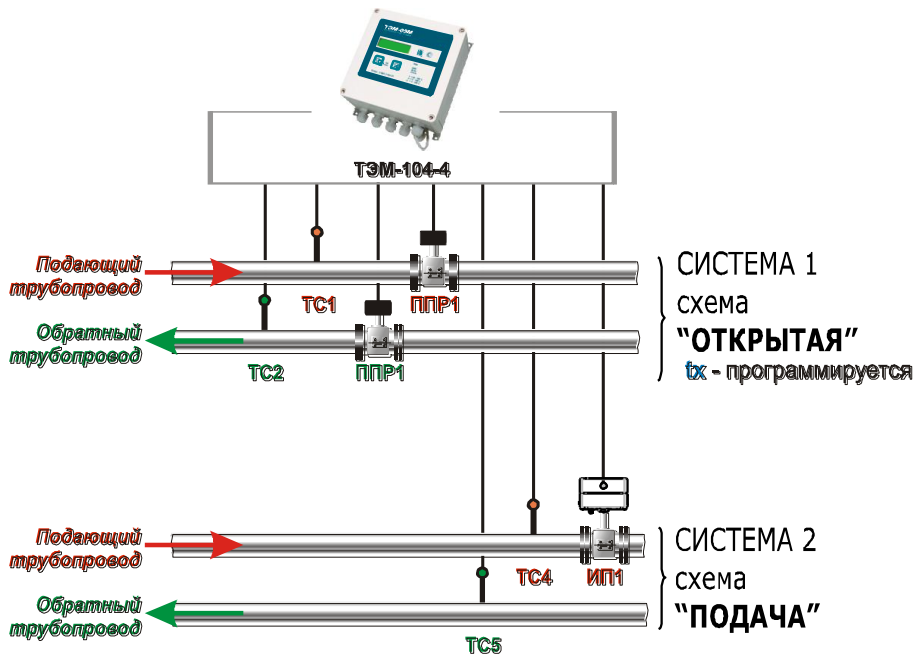 ТЭМ-104-4
Подающий
трубопровод
ТС1
ППР1
СИСТЕМА 1
схема
“ОТКРЫТАЯ”
tx - программируется
Обратный
трубопровод
ТС2
ППР1
Подающий
трубопровод
ТС4
ИП1
СИСТЕМА 2
схема
“ПОДАЧА”
Обратный
трубопровод
ТС5